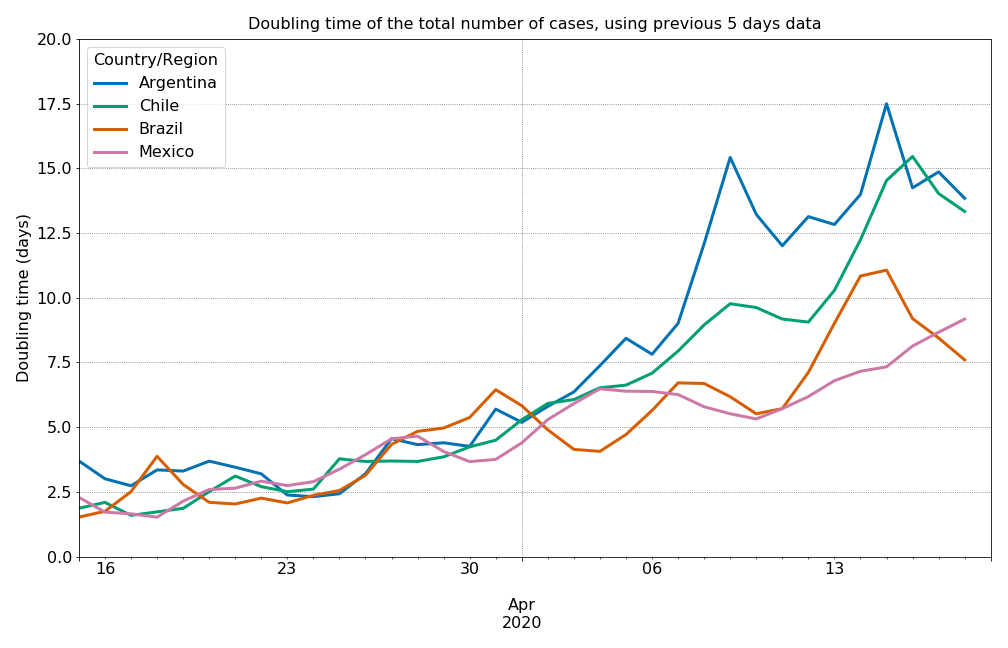 Doubling time of the total number of cases, using previous 5 days data
20.0
17.5
15.0
12.5
10.0
7.5
5.0
2.5
0.0
Doubling time (days)
Country/Region
Argentina
Chile
Brazil
Mexico
16 23 30 06 13
Apr
2020